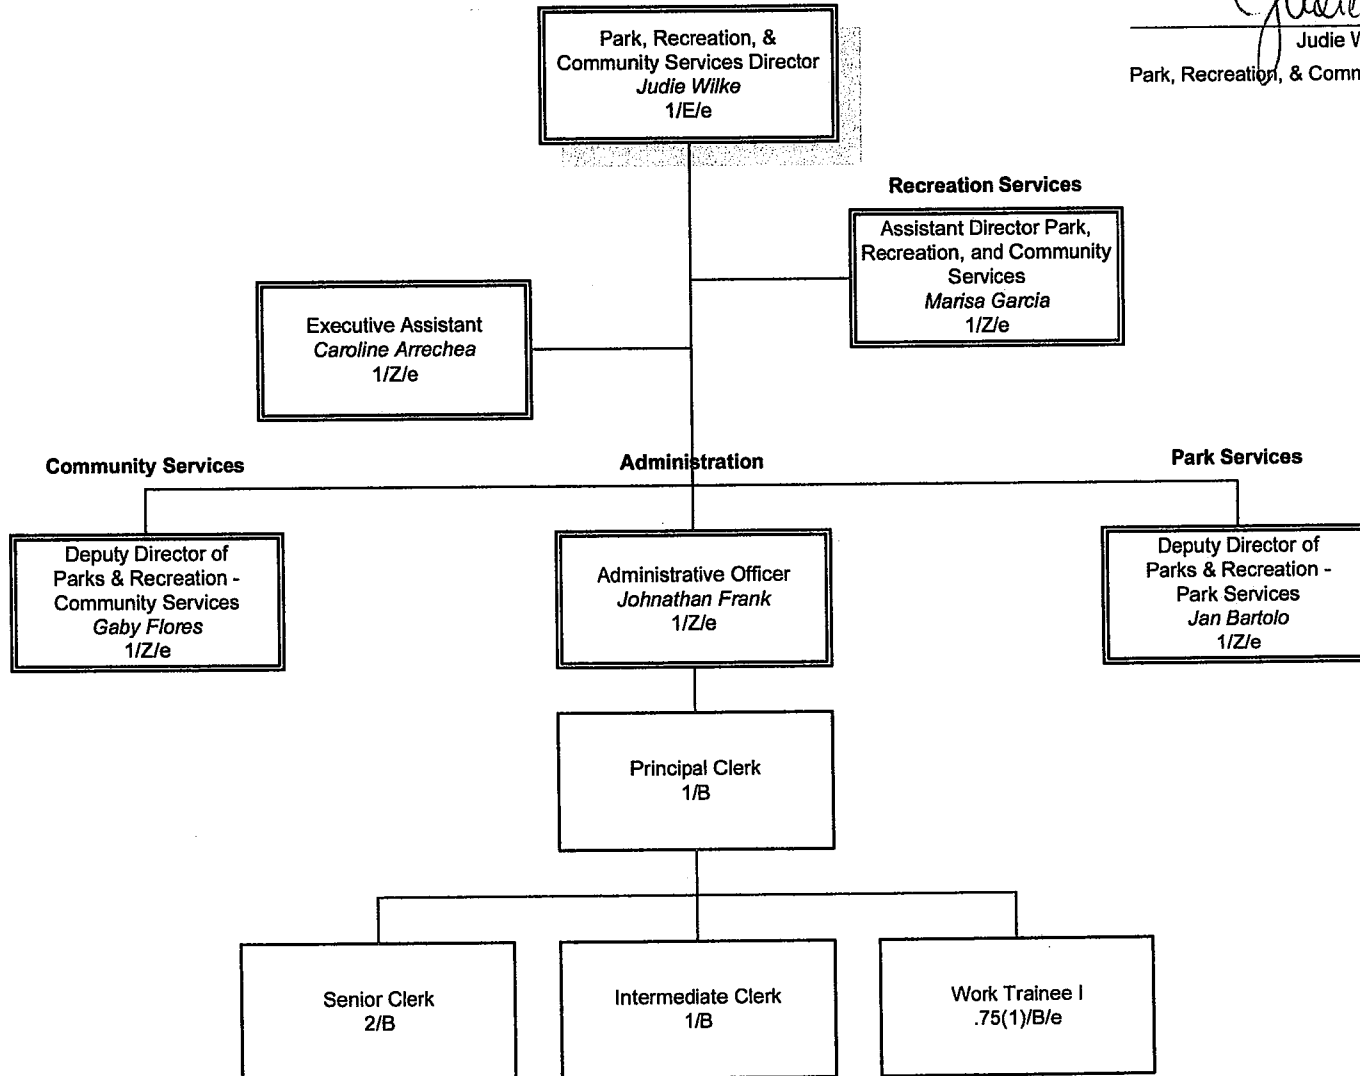 Park, Recreation, &
Community Services Director
Judie Wilke
1/E/e
Judie W
Park, Recreation, & Comm
Recreation Services
Assistant Director Park,
Recreation, and Community
Services
Marisa Garcia
1/Z/e
Executive Assistant
Caroline Arrechea
1/Z/e
Community Services
Administration
Park Services
Deputy Director of
Parks & Recreation -
Community Services
Gaby Flores
1/Z/e
Administrative Officer
Johnathan Frank
1/Z/e
Deputy Director of
Parks & Recreation -
Park Services
Jan Bartolo
1/Z/e
Principal Clerk
1/B
Senior Clerk
2/B
Intermediate Clerk
1/B
Work Trainee I
.75(1)/B/e